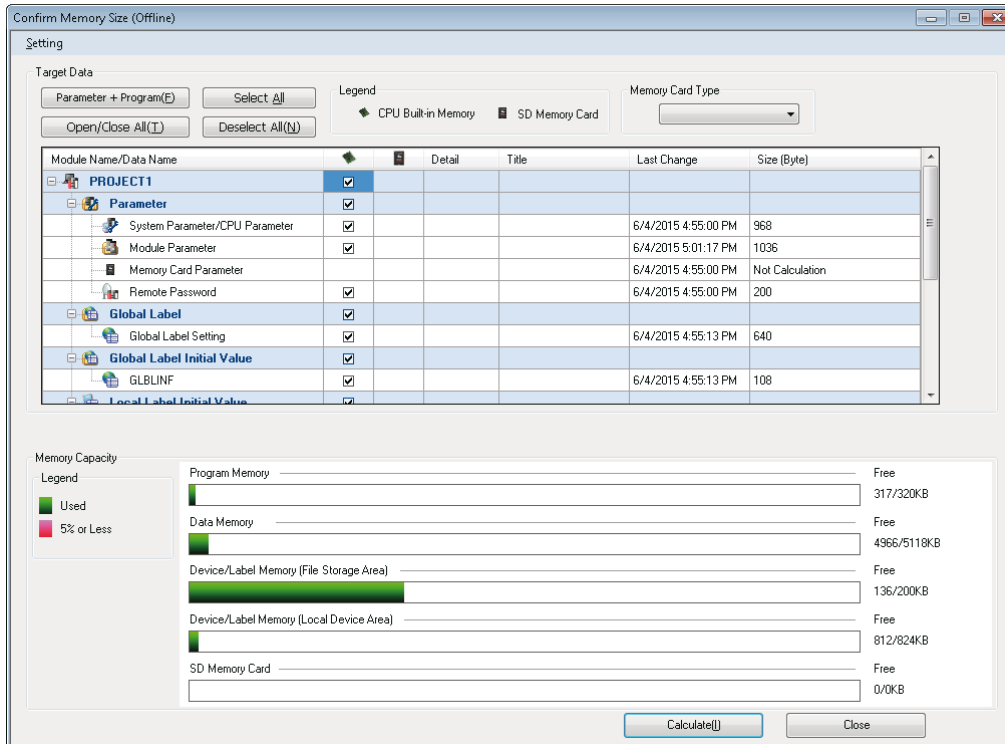 Confirm Memory Size (Offline)
Setting
Target Data
Parameter + Program(F)
Select All
Open/Close All(T)
Deselect All(N)
Legend
CPU Built-in Memory
SD Memory Card
Memory Card Type
Module Name/Data Name Detail Title Last Change Size (Byte)
PROJECT1
Parameter
System Parameter/CPU Parameter 6/4/2015 4:55:00 PM 968
Module Parameter 6/4/2015 5:01:17 PM 1036
Memory Card Parameter 6/4/2015 4:55:00 PM Not Calculation
Remote Password 6/4/2015 4:55:00 PM 200
Global Label
Global Label Setting 6/4/2015 4:55:13 PM 640
Global Label Initial Value
GLBLINF 6/4/2015 4:55:13 PM 108
Local Label Initial Value
Memory Capacity
Legend
Used
5% or Less
Program Memory Free
317/320KB
Data Memory Free
4966/5118KB
Device/Label Memory (File Storage Area) Free
136/200KB
Device/Label Memory (Local Device Area) Free
812/824KB
SD Memory Card Free
0/0KB
Calculate(I)
Close